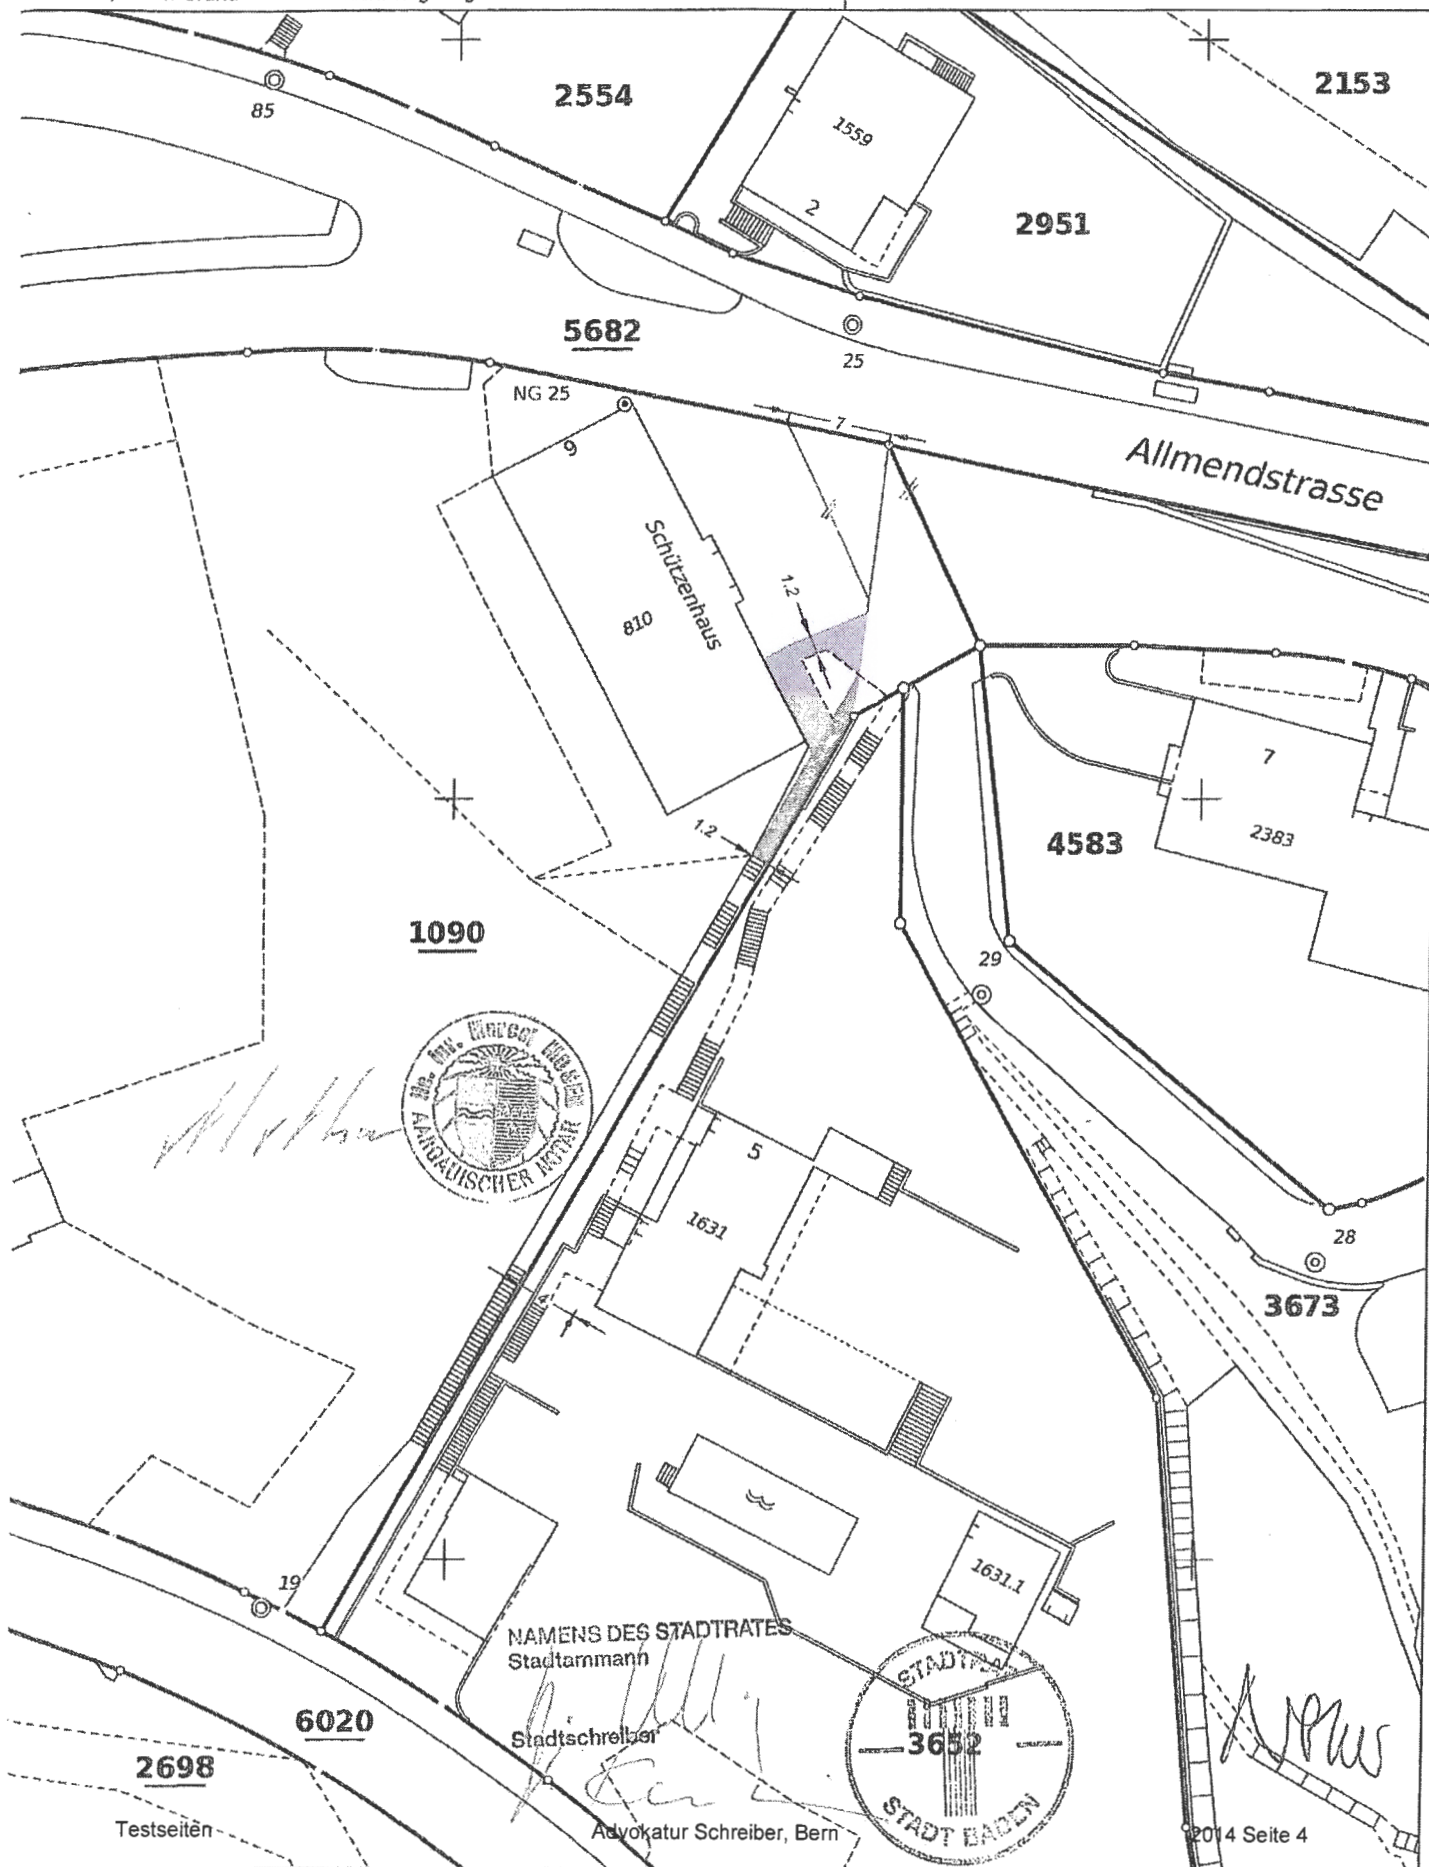 2554
2153
85
1559
2
2951
5682
25
NG 25
7
9
Allmendstrasse
Schützenhaus
810
1.2
7
2383
4583
1.2
1090
29
AARGAUISCHER NOTAR
5
1631
28
3673
4
1631.1
19
NAMENS DES STADTRATES
Stadtammann
6020
Stadtschreiber
3652
STADT BADEN
2698
Testseiten
Advokatur Schreiber, Bern
2014 Seite 4